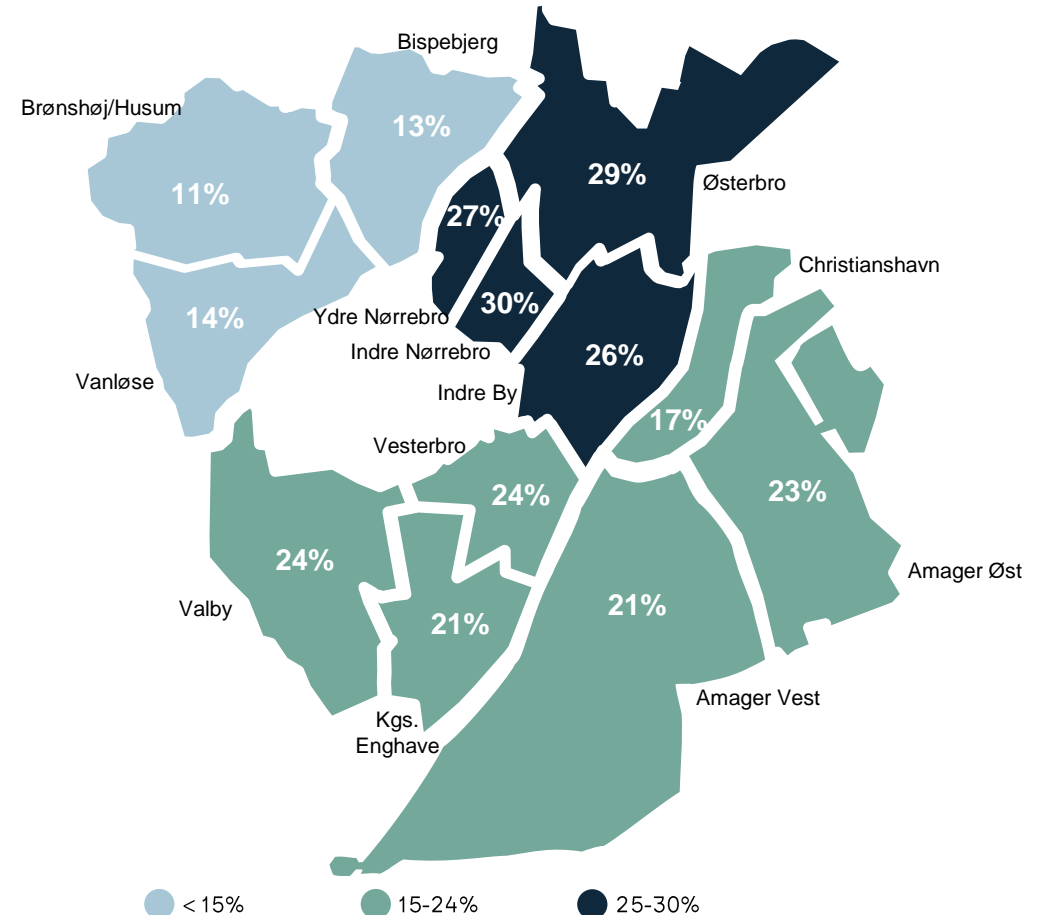 Bispebjerg
Brønshøj/Husum
13%
29%
Østerbro
11%
27%
Christianshavn
30%
14%
Ydre Nørrebro
Indre Nørrebro
26%
Vanløse
Indre By
17%
Vesterbro
24%
23%
24%
Amager Øst
Valby
21%
21%
Amager Vest
Kgs.
Enghave
<15%
15-24%
25-30%